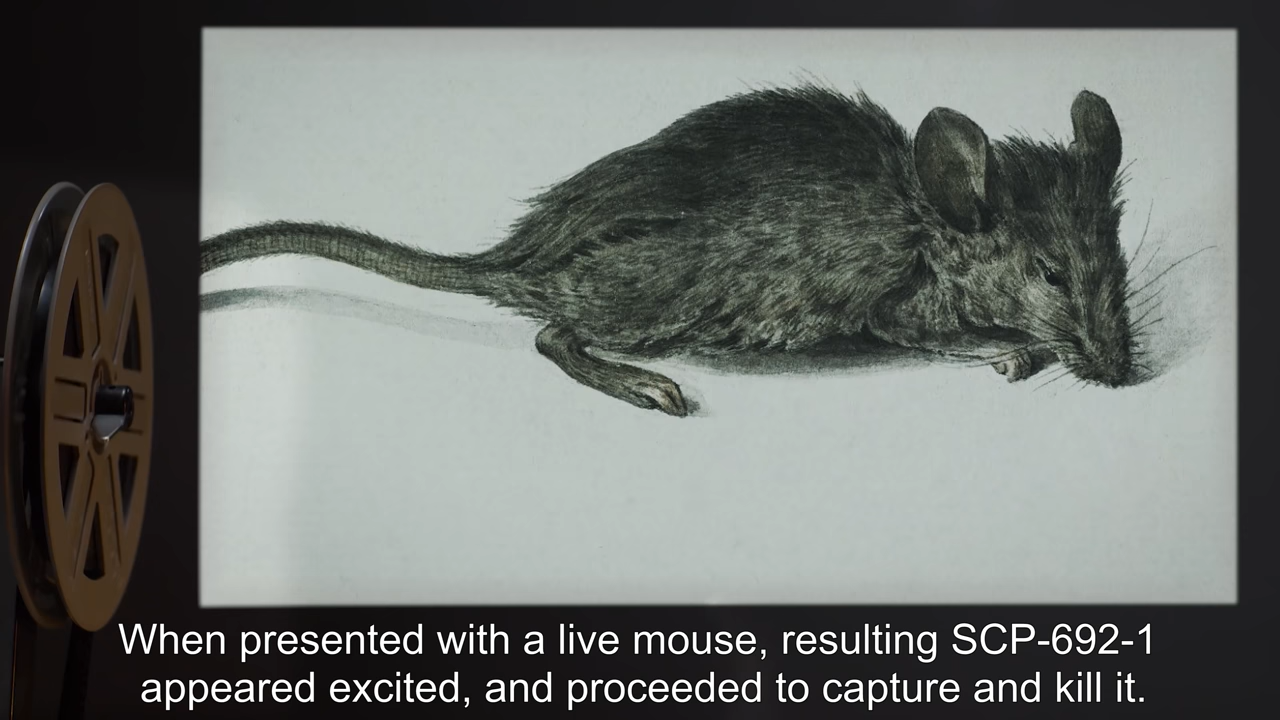 When presented with a live mouse, resulting SCP-692-1
appeared excited, and proceeded to capture and kill it.